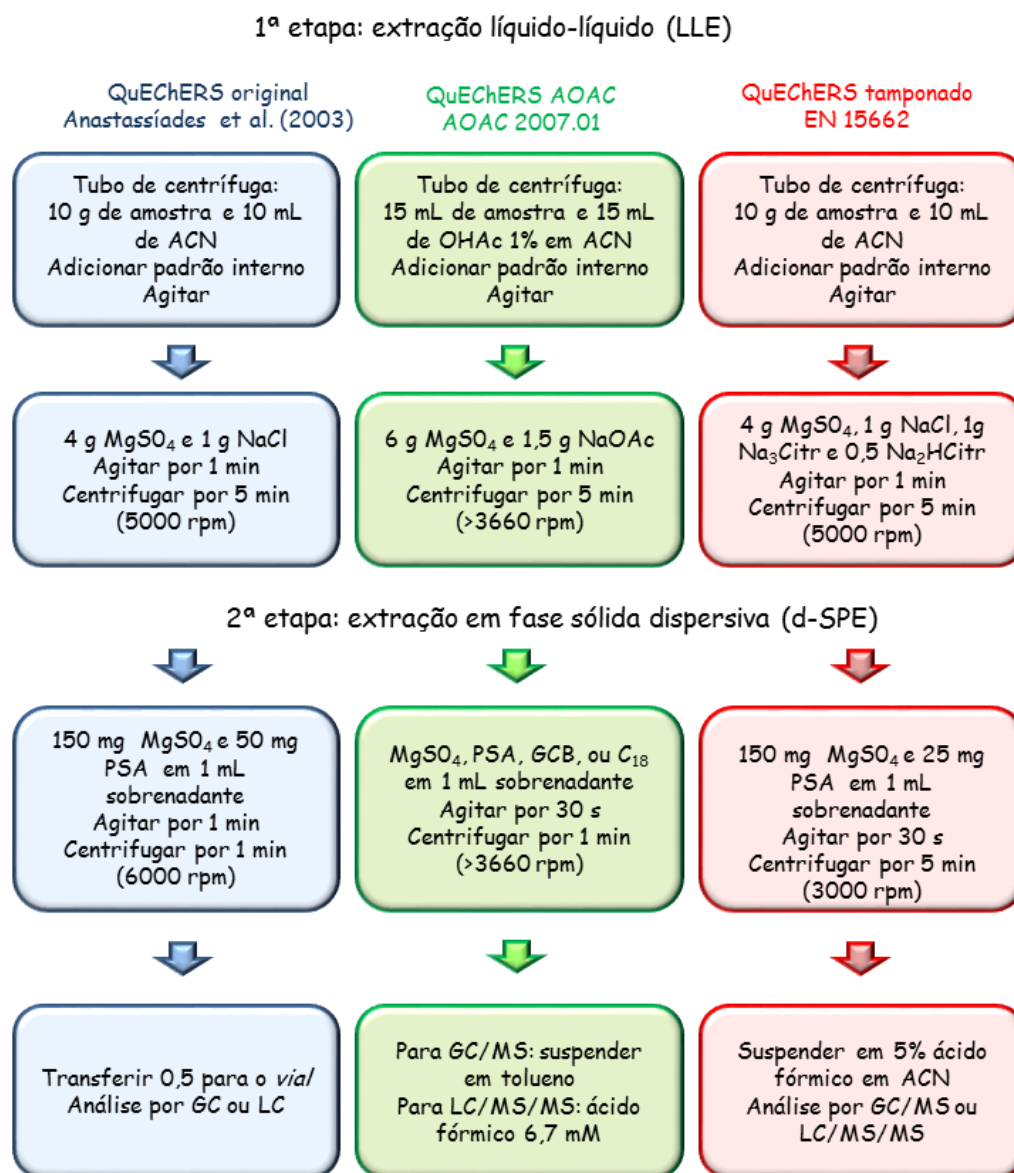 1ª etapa: extração líquido-líquido (LLE)
QuEChERS original
Anastassíades et al. (2003)
QuEChERS AOAC
AOAC 2007.01
QuEChERS tamponado
EN 15662
Tubo de centrífuga:
10 g de amostra e 10 mL
de ACN
Adicionar padrão interno
Agitar
Tubo de centrífuga:
15 mL de amostra e 15 mL
de OHAc 1% em ACN
Adicionar padrão interno
Agitar
Tubo de centrífuga:
10 g de amostra e 10 mL
de ACN
Adicionar padrão interno
Agitar
4 g MgSO₄ e 1 g NaCl
Agitar por 1 min
Centrifugar por 5 min
(5000 rpm)
6 g MgSO₄ e 1,5 g NaOAc
Agitar por 1 min
Centrifugar por 5 min
(>3660 rpm)
4 g MgSO₄, 1 g NaCl, 1g
Na₃Citr e 0,5 Na₂HCitr
Agitar por 1 min
Centrifugar por 5 min
(5000 rpm)
2ª etapa: extração em fase sólida dispersiva (d-SPE)
150 mg MgSO₄ e 50 mg
PSA em 1 mL
sobrenadante
Agitar por 1 min
Centrifugar por 1 min
(6000 rpm)
MgSO₄, PSA, GCB, ou C₁₈
em 1 mL sobrenadante
Agitar por 30 s
Centrifugar por 1 min
(>3660 rpm)
150 mg MgSO₄ e 25 mg
PSA em 1 mL
sobrenadante
Agitar por 30 s
Centrifugar por 5 min
(3000 rpm)
Transferir 0,5 para o vial
Análise por GC ou LC
Para GC/MS: suspender
em tolueno
Para LC/MS/MS: ácido
fórmico 6,7 mM
Suspender em 5% ácido
fórmico em ACN
Análise por GC/MS ou
LC/MS/MS